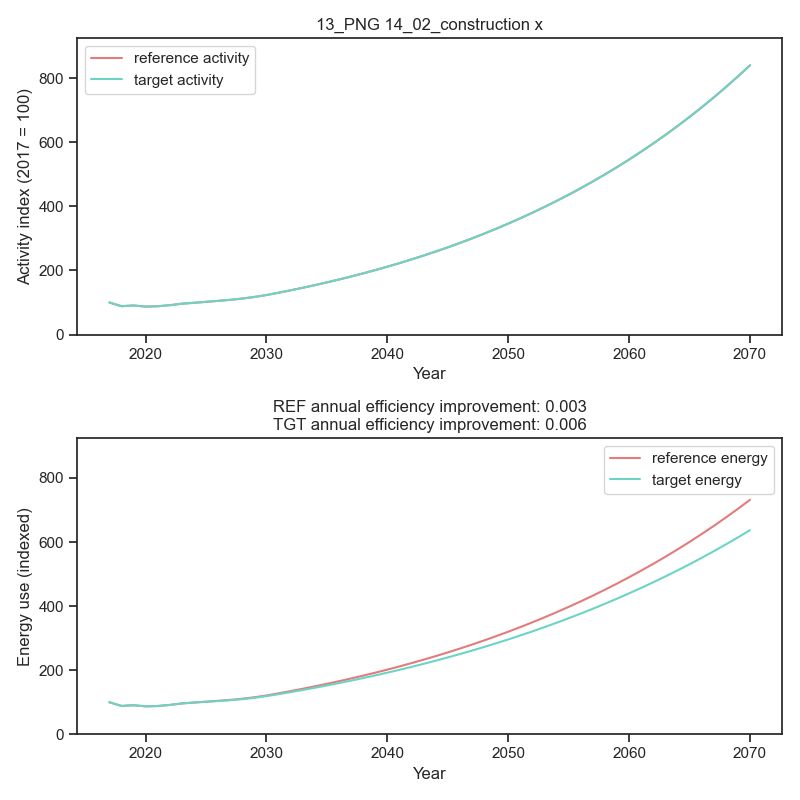 13_PNG 14_02_construction x
reference activity
target activity
Activity index (2017 = 100)
800
600
400
200
0
2020 2030 2040 2050 2060 2070
Year
REF annual efficiency improvement: 0.003
TGT annual efficiency improvement: 0.006
reference energy
target energy
Energy use (indexed)
800
600
400
200
0
2020 2030 2040 2050 2060 2070
Year